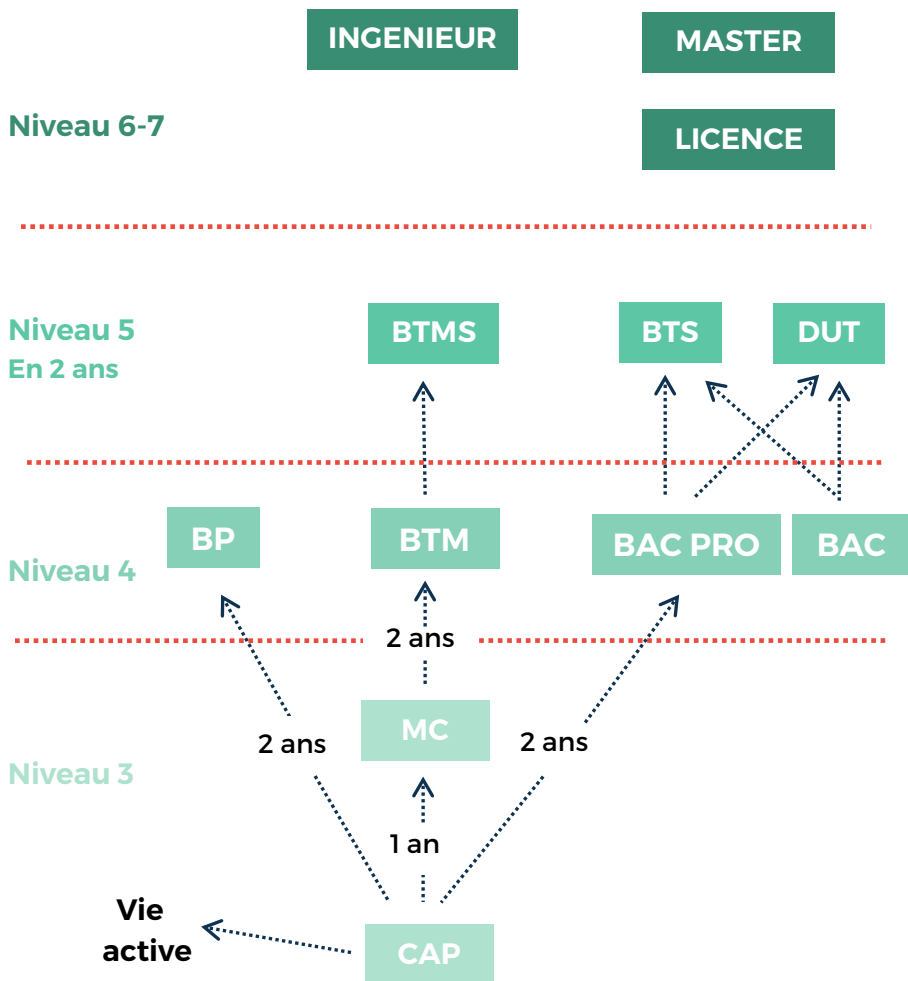 INGENIEUR
MASTER
Niveau 6-7
LICENCE
Niveau 5
En 2 ans
BTMS
BTS
DUT
BP
BTM
BAC PRO
BAC
Niveau 4
2 ans
MC
2 ans
2 ans
Niveau 3
1 an
Vie
active
CAP